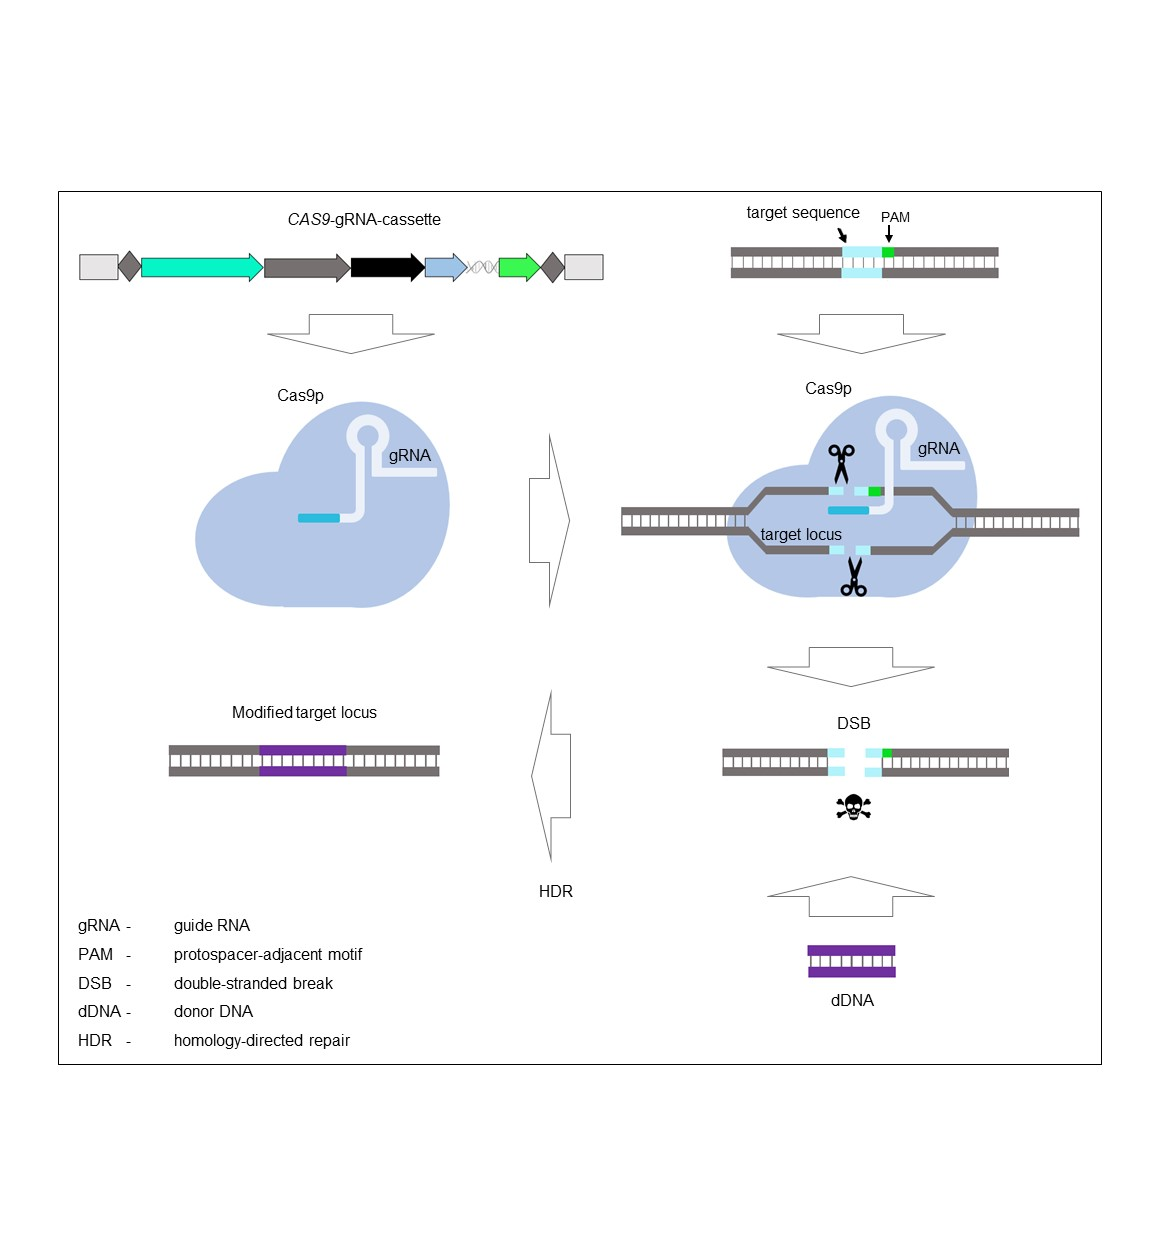 CAS9-gRNA-cassette
target sequence
PAM
Cas9p
gRNA
Cas9p
gRNA
target locus
Modified target locus
DSB
HDR
dDNA
gRNA - guide RNA
PAM - protospacer-adjacent motif
DSB - double-stranded break
dDNA - donor DNA
HDR - homology-directed repair